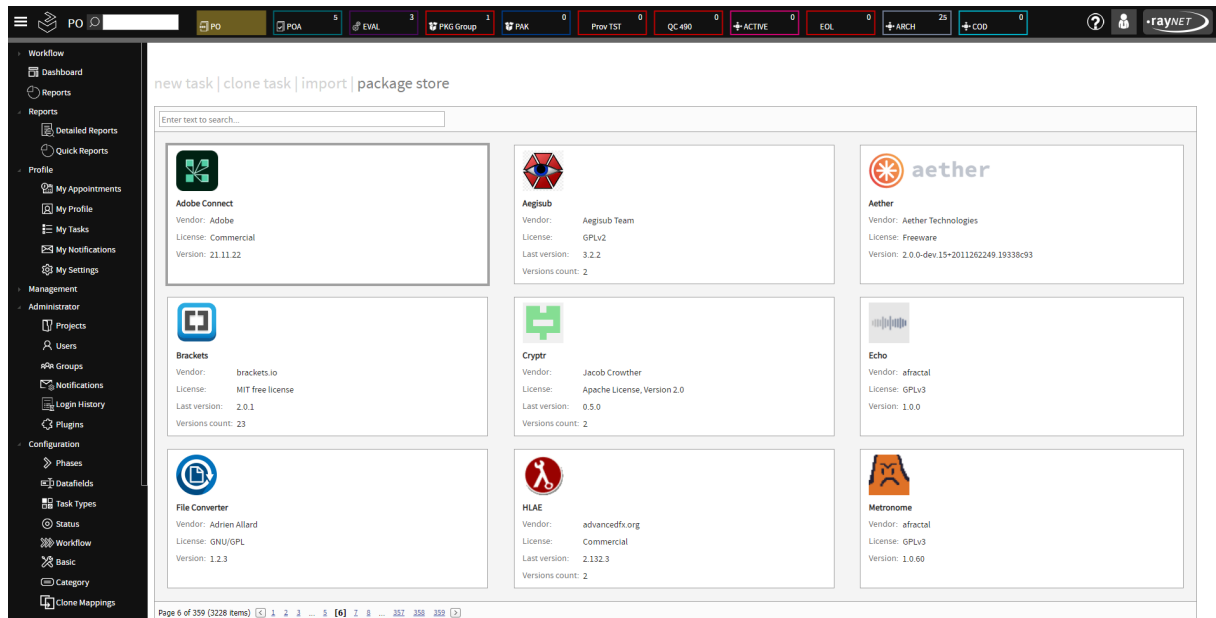 PO
PO
5
POA
3
EVAL
1
PKG Group
0
PAK
0
Prov TST
0
QC 490
0
ACTIVE
0
EOL
25
ARCH
0
COD
?
•rayNET
Workflow
Dashboard
Reports
Reports
Detailed Reports
Quick Reports
Profile
My Appointments
My Profile
My Tasks
My Notifications
My Settings
Management
Administrator
Projects
Users
Groups
Notifications
Login History
Plugins
Configuration
Phases
Datafields
Task Types
Status
Workflow
Basic
Category
Clone Mappings
new task | clone task | import | package store
Enter text to search...
Adobe Connect
Vendor: Adobe
License: Commercial
Version: 21.11.22
Aegisub
Vendor: Aegisub Team
License: GPLv2
Last version: 3.2.2
Versions count: 2
aether
Aether
Vendor: Aether Technologies
License: Freeware
Version: 2.0.0-dev.15+2011262249.19338c93
Brackets
Vendor: brackets.io
License: MIT free license
Last version: 2.0.1
Versions count: 23
Cryptr
Vendor: Jacob Crowther
License: Apache License, Version 2.0
Last version: 0.5.0
Versions count: 2
Echo
Vendor: afractal
License: GPLv3
Version: 1.0.0
File Converter
Vendor: Adrien Allard
License: GNU/GPL
Version: 1.2.3
HLAE
Vendor: advancedfx.org
License: Commercial
Last version: 2.132.3
Versions count: 2
Metronome
Vendor: afractal
License: GPLv3
Version: 1.0.60
Page 6 of 359 (3228 items) < 1 2 3 ... 5 [6] 7 8 ... 357 358 359 >